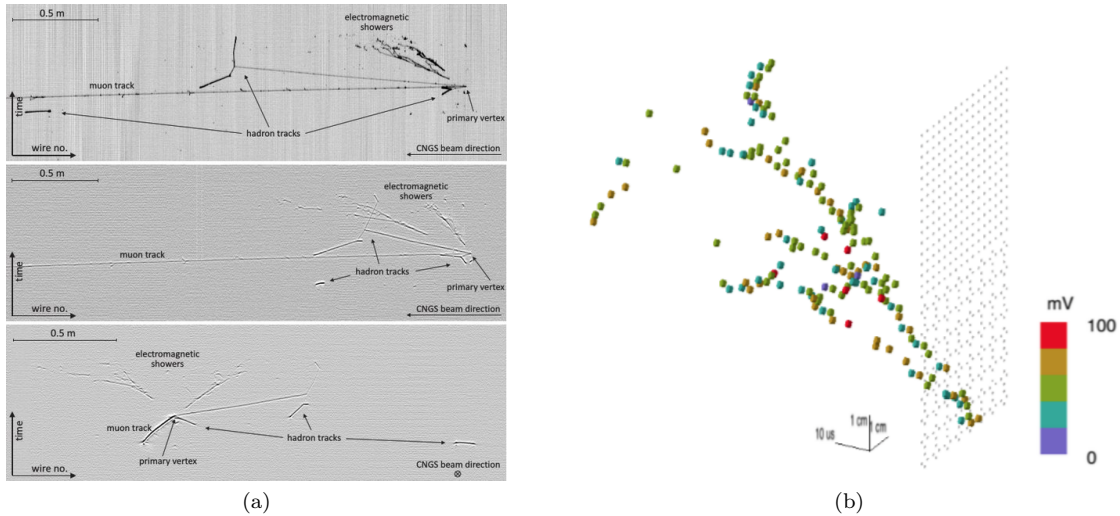 0.5 m
electromagnetic
showers
muon track
primary vertex
hadron tracks
time
wire no.
CNGS beam direction
0.5 m
electromagnetic
showers
muon track
hadron tracks
primary vertex
time
wire no.
CNGS beam direction
0.5 m
electromagnetic
showers
muon track
hadron tracks
primary vertex
time
wire no.
CNGS beam direction
(a)
mV
100
0
1 cm
1 cm
10 us
(b)